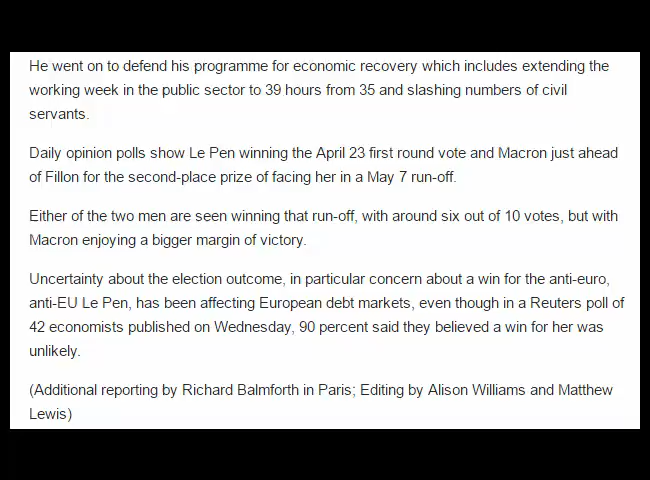 He went on to defend his programme for economic recovery which includes extending the
working week in the public sector to 39 hours from 35 and slashing numbers of civil
servants.
Daily opinion polls show Le Pen winning the April 23 first round vote and Macron just ahead
of Fillon for the second-place prize of facing her in a May 7 run-off.
Either of the two men are seen winning that run-off, with around six out of 10 votes, but with
Macron enjoying a bigger margin of victory.
Uncertainty about the election outcome, in particular concern about a win for the anti-euro,
anti-EU Le Pen, has been affecting European debt markets, even though in a Reuters poll of
42 economists published on Wednesday, 90 percent said they believed a win for her was
unlikely.
(Additional reporting by Richard Balmforth in Paris; Editing by Alison Williams and Matthew
Lewis)